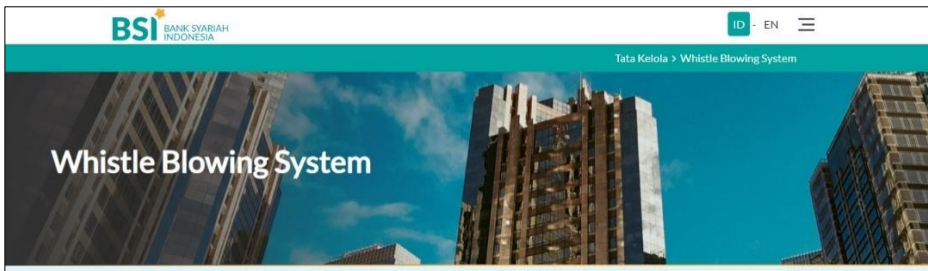 BSI BANK SYARIAH
INDONESIA
ID - EN
Tata Kelola > Whistle Blowing System
Whistle Blowing System